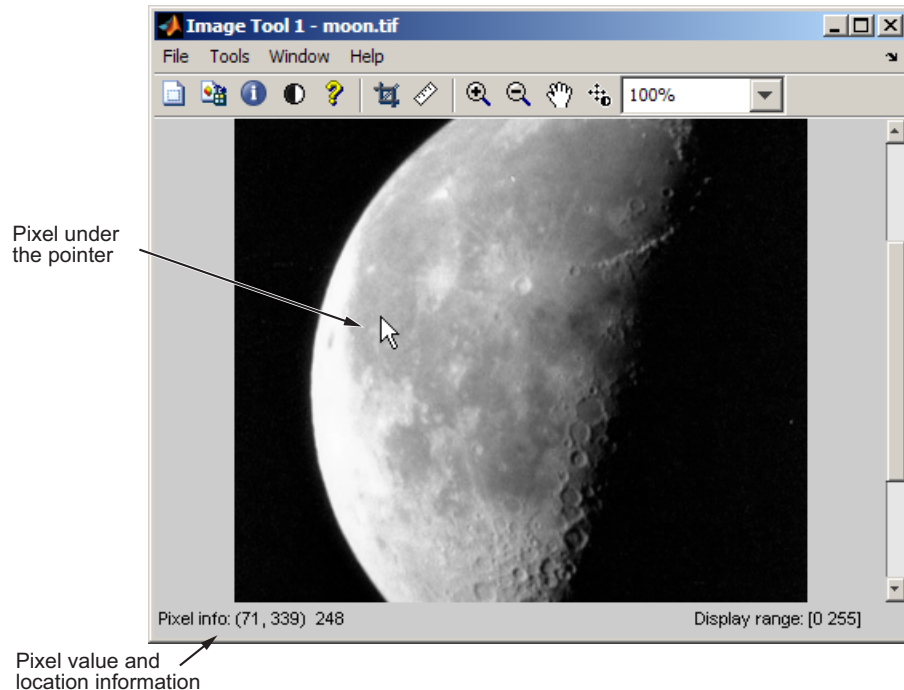 Image Tool 1 - moon.tif
File Tools Window Help
100%
Pixel under
the pointer
Pixel info: (71, 339) 248
Display range: [0 255]
Pixel value and
location information